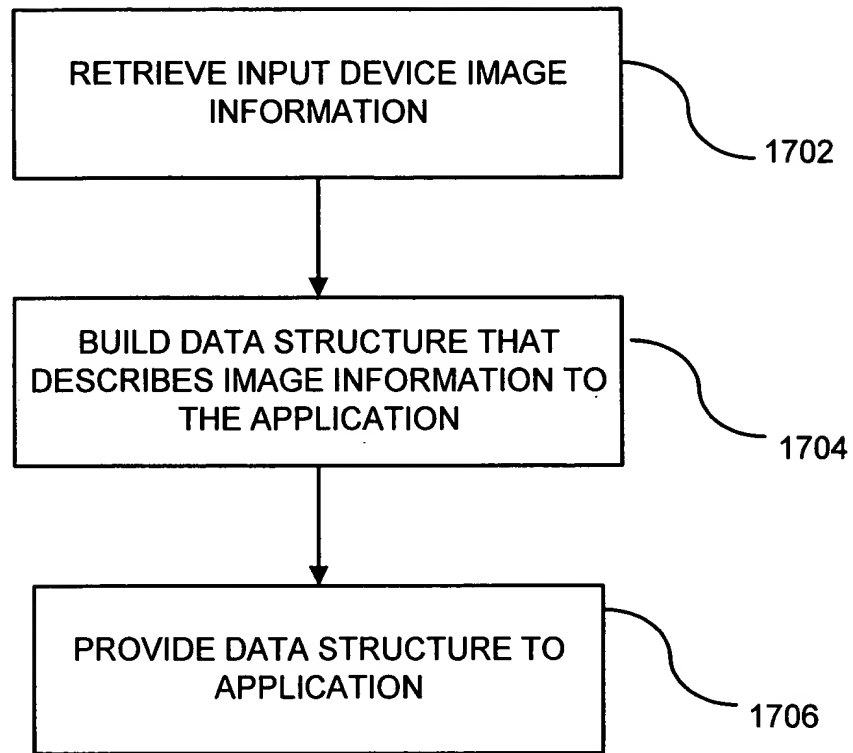 RETRIEVE INPUT DEVICE IMAGE
INFORMATION
1702
BUILD DATA STRUCTURE THAT
DESCRIBES IMAGE INFORMATION TO
THE APPLICATION
1704
PROVIDE DATA STRUCTURE TO
APPLICATION
1706